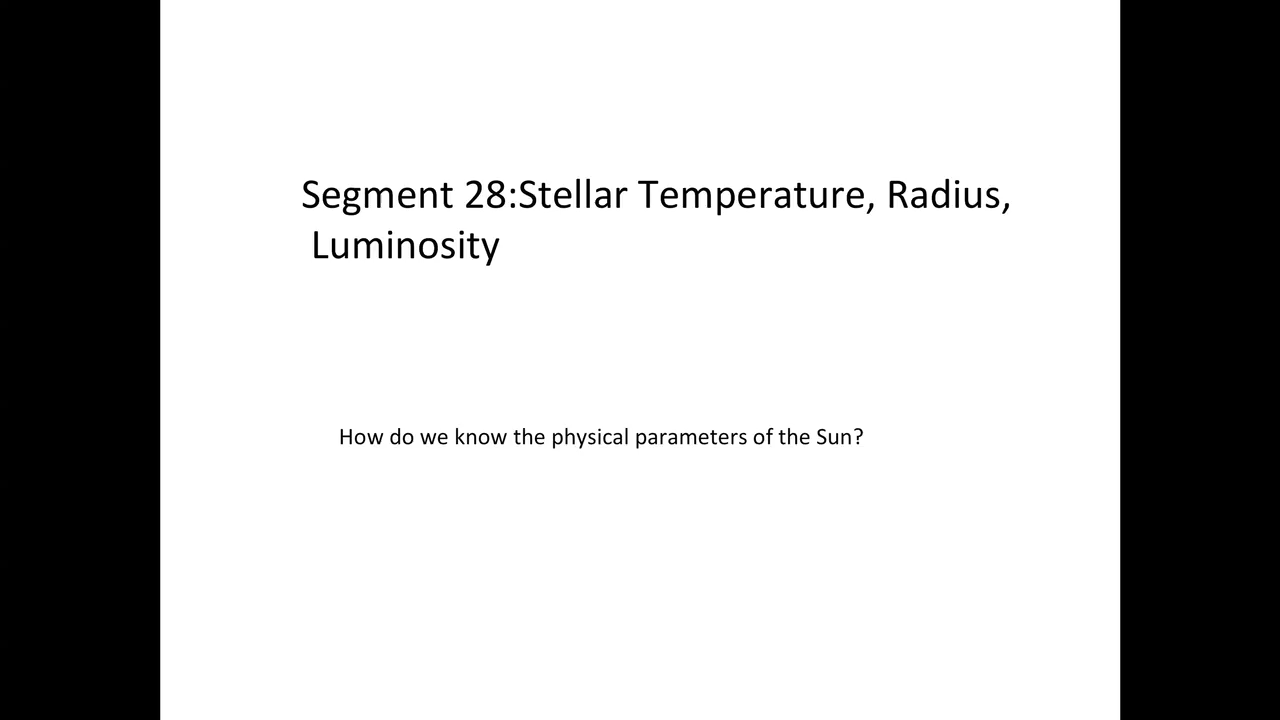 Segment 28:Stellar Temperature, Radius,
Luminosity
How do we know the physical parameters of the Sun?